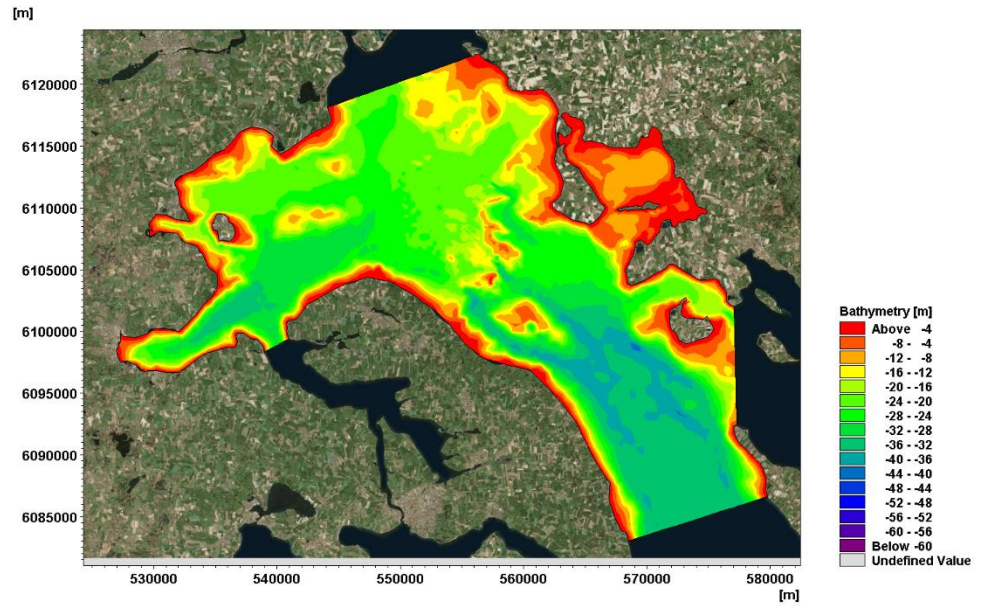 [m]
6120000
6115000
6110000
6105000
6100000
6095000
6090000
6085000
530000 540000 550000 560000 570000 580000
[m]
Bathymetry [m]
Above -4
-8 - -4
-12 - -8
-16 - -12
-20 - -16
-24 - -20
-28 - -24
-32 - -28
-36 - -32
-40 - -36
-44 - -40
-48 - -44
-52 - -48
-56 - -52
-60 - -56
Below -60
Undefined Value